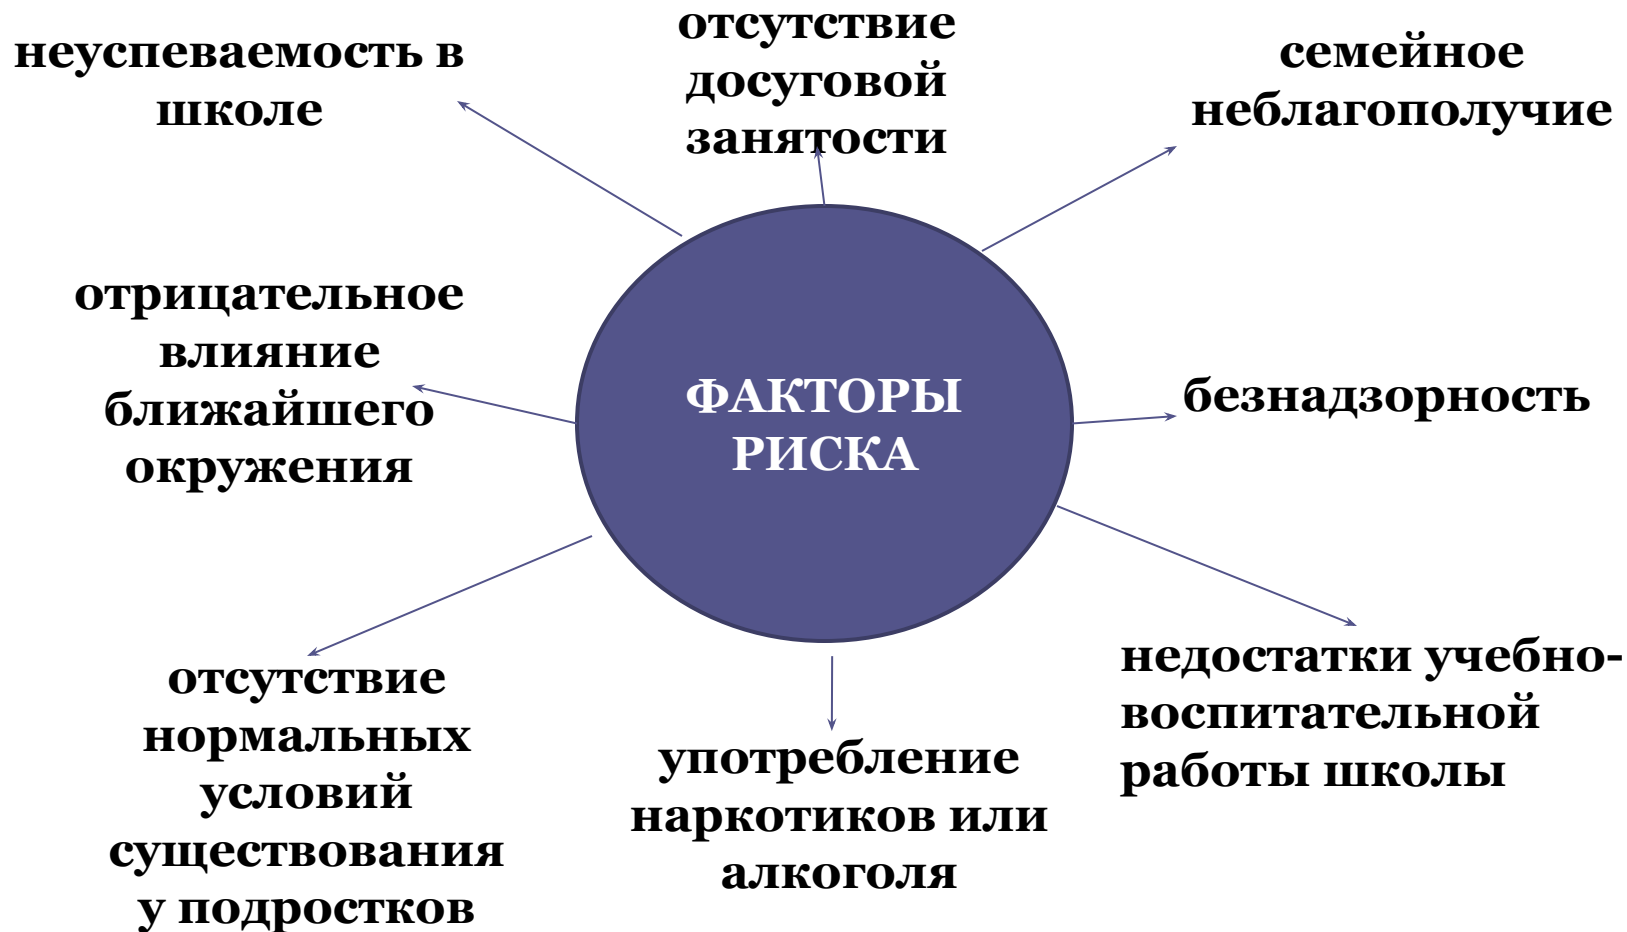 неуспеваемость в
школе
отсутствие
досуговой
занятости
семейное
неблагополучие
отрицательное
влияние
ближайшего
окружения
ФАКТОРЫ
РИСКА
безнадзорность
отсутствие
нормальных
условий
существования
у подростков
употребление
наркотиков или
алкоголя
недостатки учебно-
воспитательной
работы школы